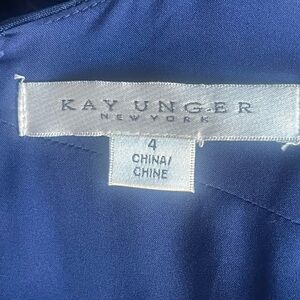 KAY UNGER
NEW YORK
4
CHINA/
CHINE